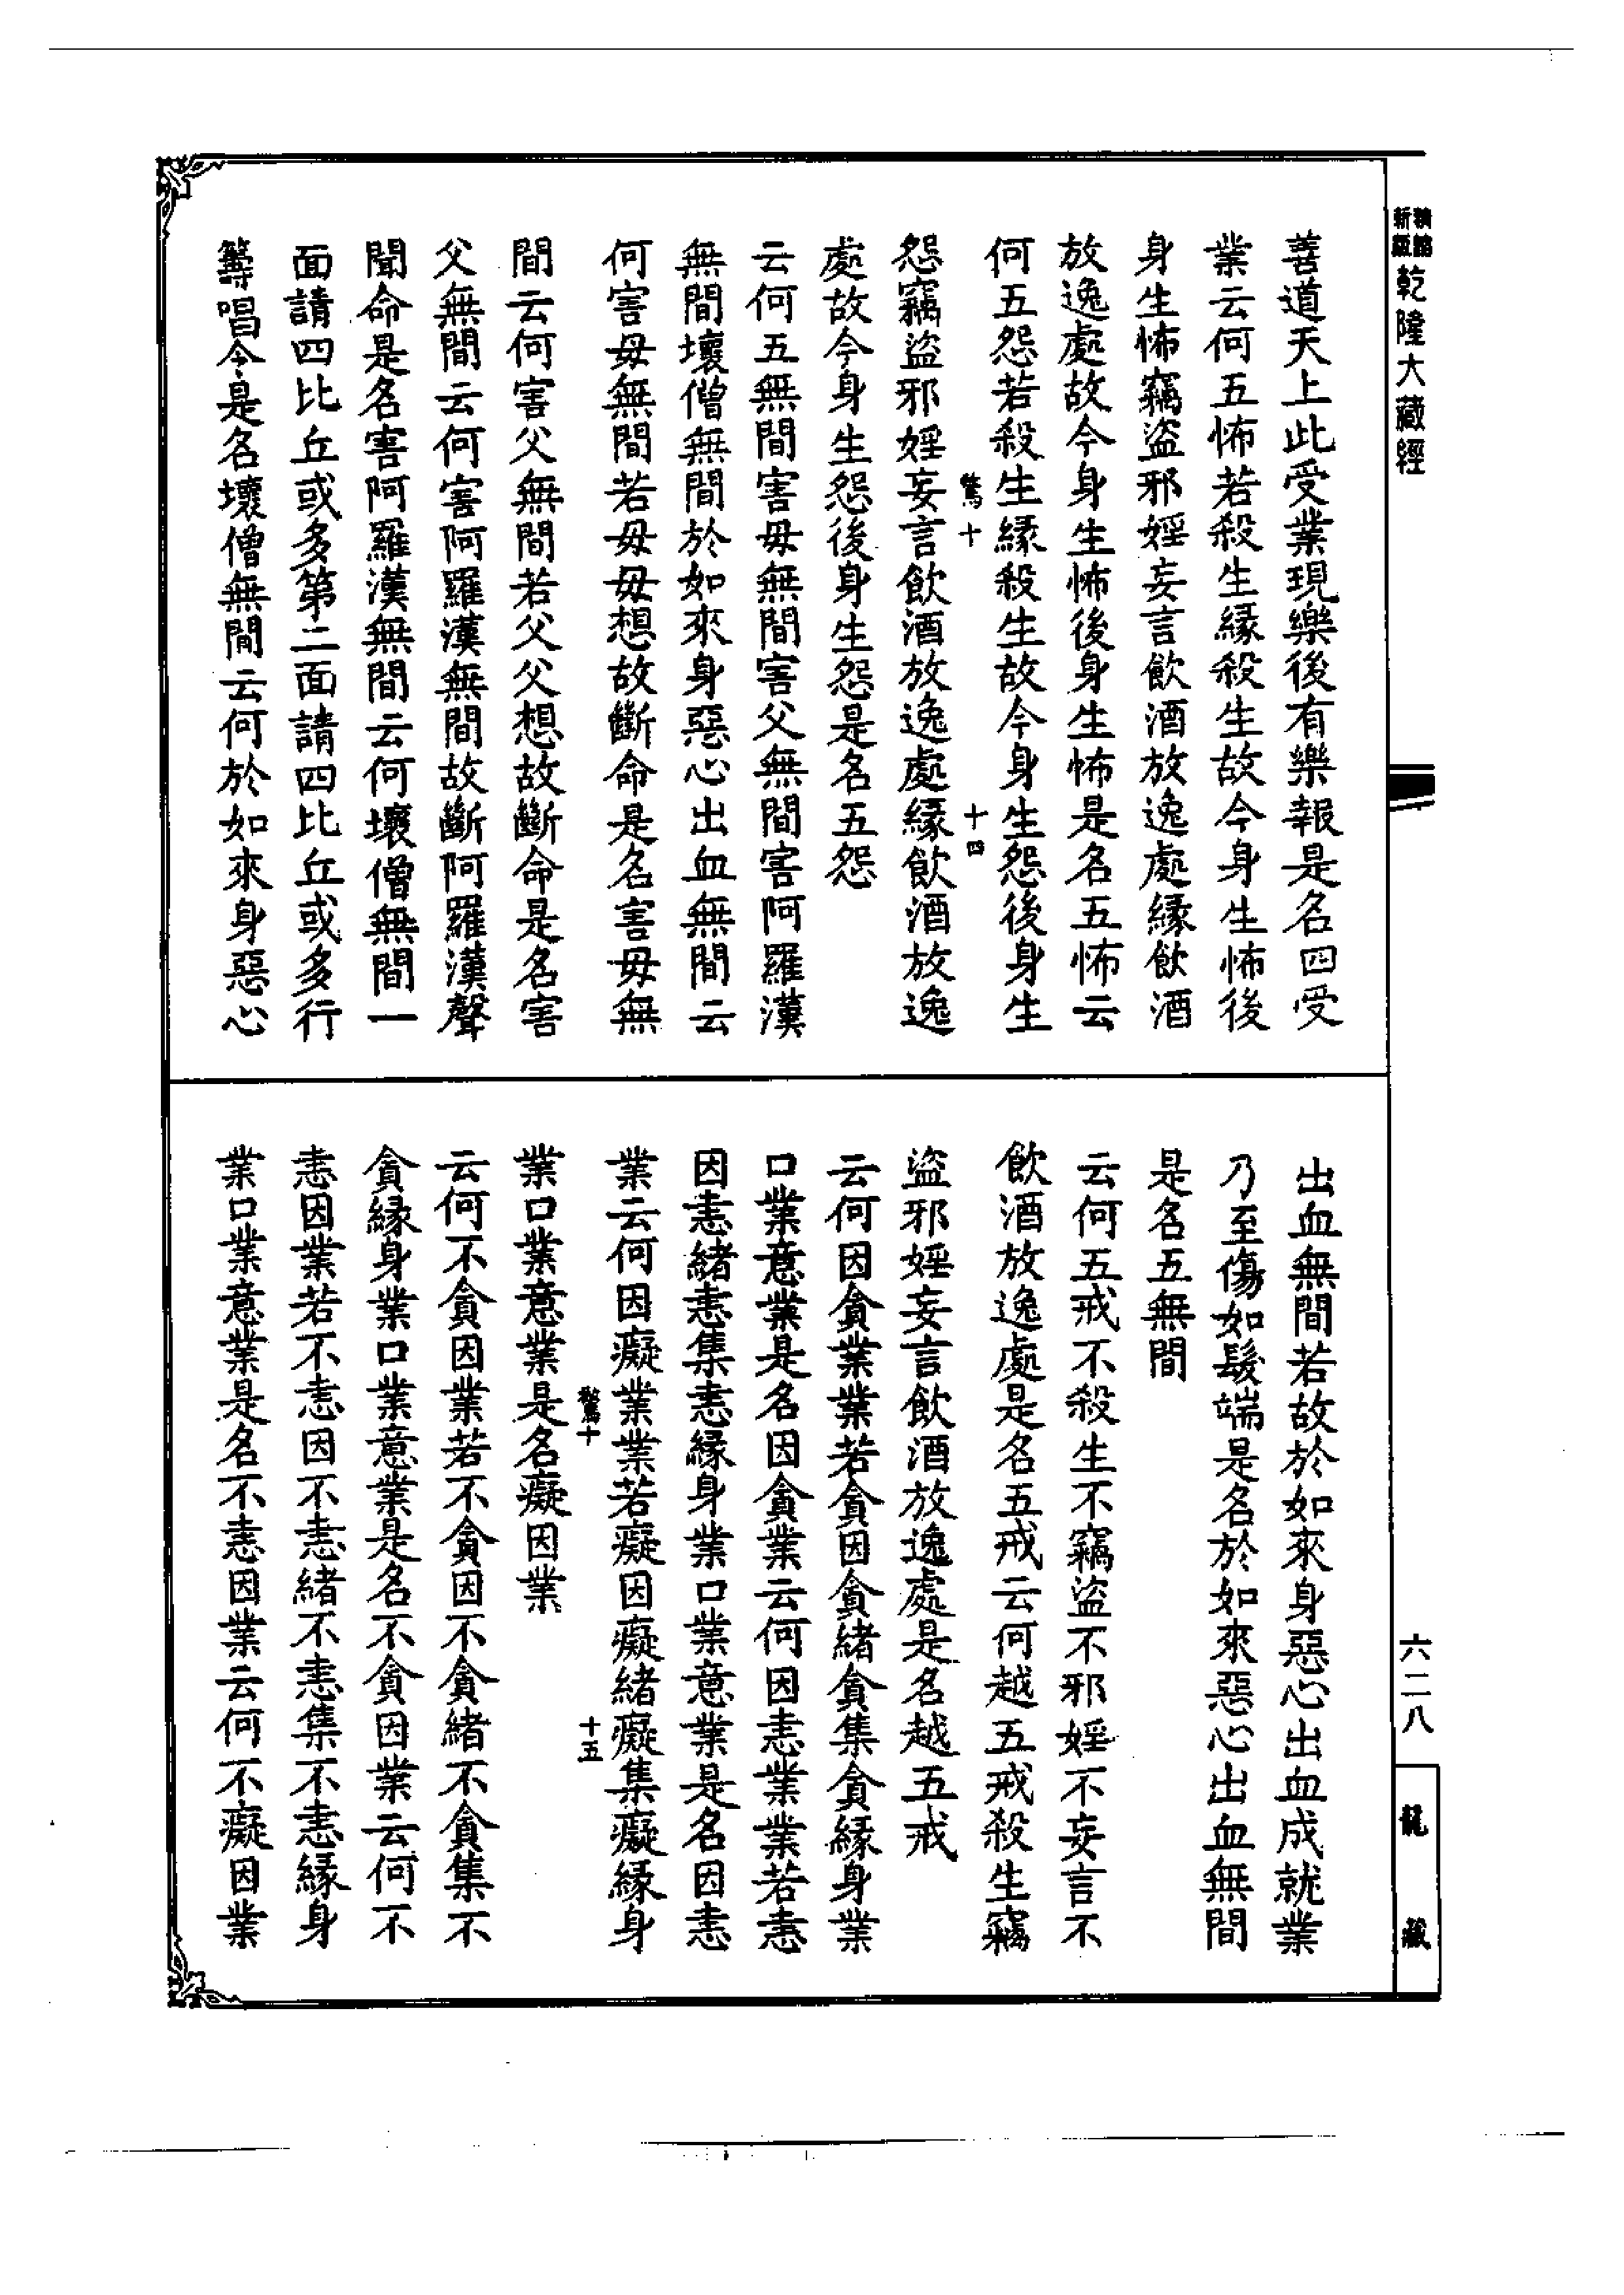 新編縮版 乾隆大藏經
善道天上此受業現樂後有樂報是名四受
業云何五怖若殺生緣殺生故今身生怖後
身生怖竊盜邪婬妄言飲酒放逸處緣飲酒
放逸處故今身生怖後身生怖是名五怖云
何五怨若殺生緣殺生故今身生怨後身生
十 十四
怨竊盜邪婬妄言飲酒放逸處緣飲酒放逸
處故今身生怨後身生怨是名五怨
云何五無間害母無間害父無間害阿羅漢
無間壞僧無間於如來身惡心出血無間云
何害母無間若母母想故斷命是名害母無
間云何害父無間若父父想故斷命是名害
父無間云何害阿羅漢無間故斷阿羅漢聲
聞命是名害阿羅漢無間云何壞僧無間一
面請四比丘或多第二面請四比丘或多行
籌唱令是名壞僧無間云何於如來身惡心
出血無間若故於如來身惡心出血成就業
乃至傷如髮端是名於如來惡心出血無間
是名五無間
云何五戒不殺生不竊盜不邪婬不妄言不
飲酒放逸處是名五戒云何越五戒殺生竊
盜邪婬妄言飲酒放逸處是名越五戒
云何因貪業業若貪因貪緒貪集貪緣身業
口業意業是名因貪業云何因恚業業若恚
因恚緒恚集恚緣身業口業意業是名因恚
業云何因癡業業若癡因癡緒癡集癡緣身
十 十五
業口業意業是名癡因業
云何不貪因業若不貪因不貪緒不貪集不
貪緣身業口業意業是名不貪因業云何不
恚因業若不恚因不恚緒不恚集不恚緣身
業口業意業是名不恚因業云何不癡因業
六二八
龍藏